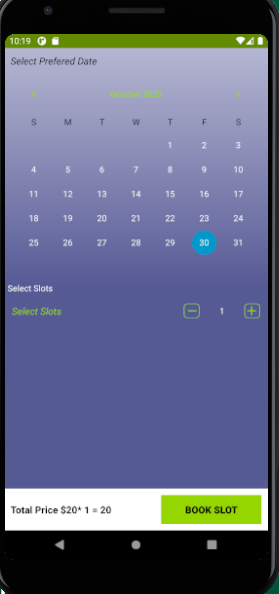 10:19
Select Prefered Date
October 2020
S M T W T F S
1 2 3
4 5 6 7 8 9 10
11 12 13 14 15 16 17
18 19 20 21 22 23 24
25 26 27 28 29 30 31
Select Slots
Select Slots
1
Total Price $20* 1 = 20
BOOK SLOT